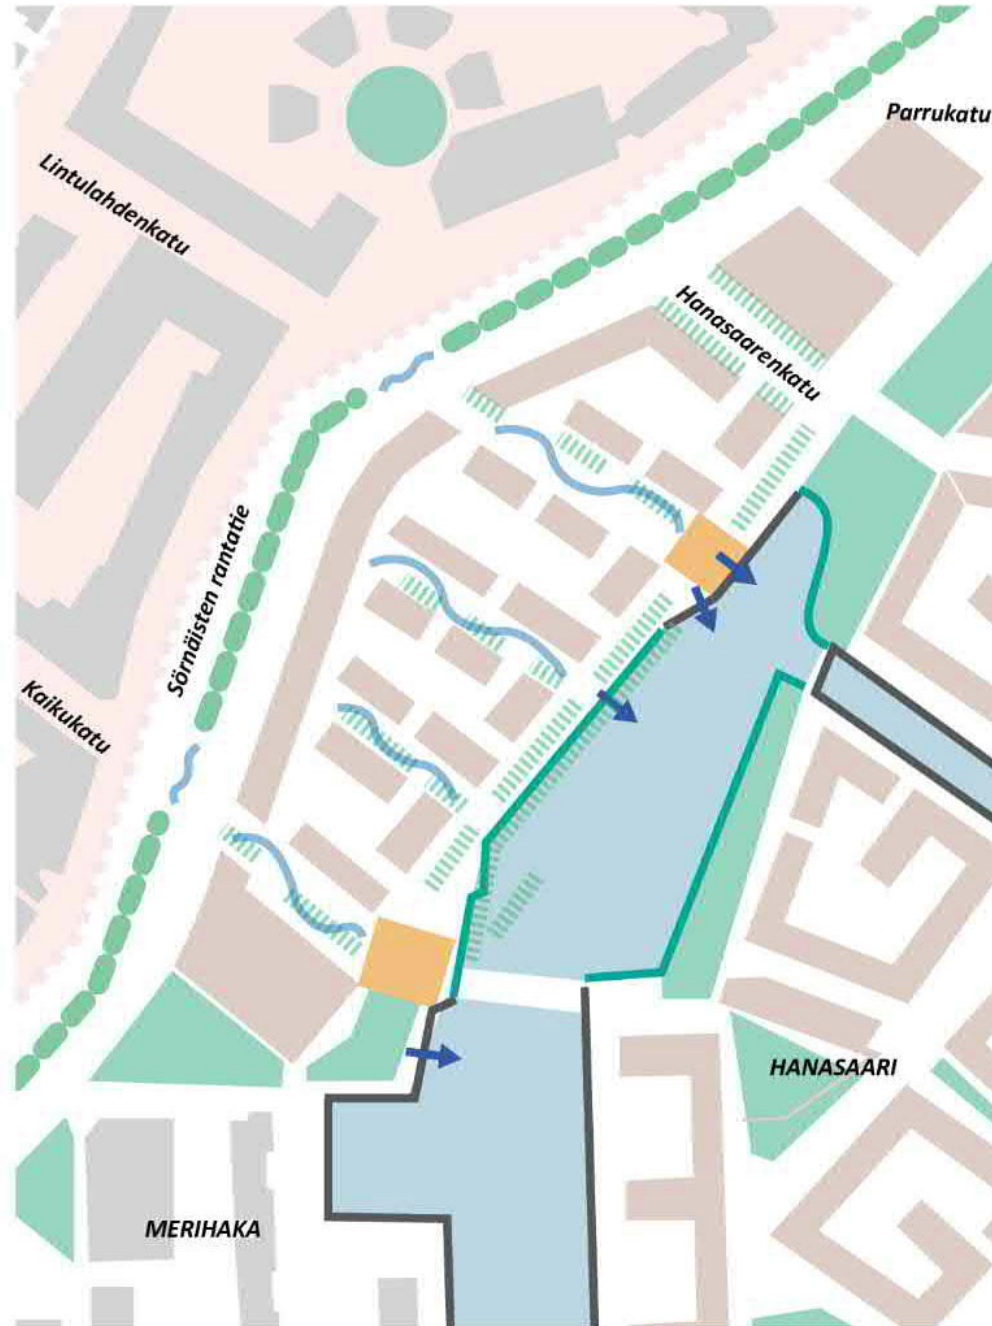 Parrukatu
Lintulahdenkatu
Hanasaarenkatu
Sörnäisten rantatie
Kaikukatu
HANASAARI
MERIHAKA